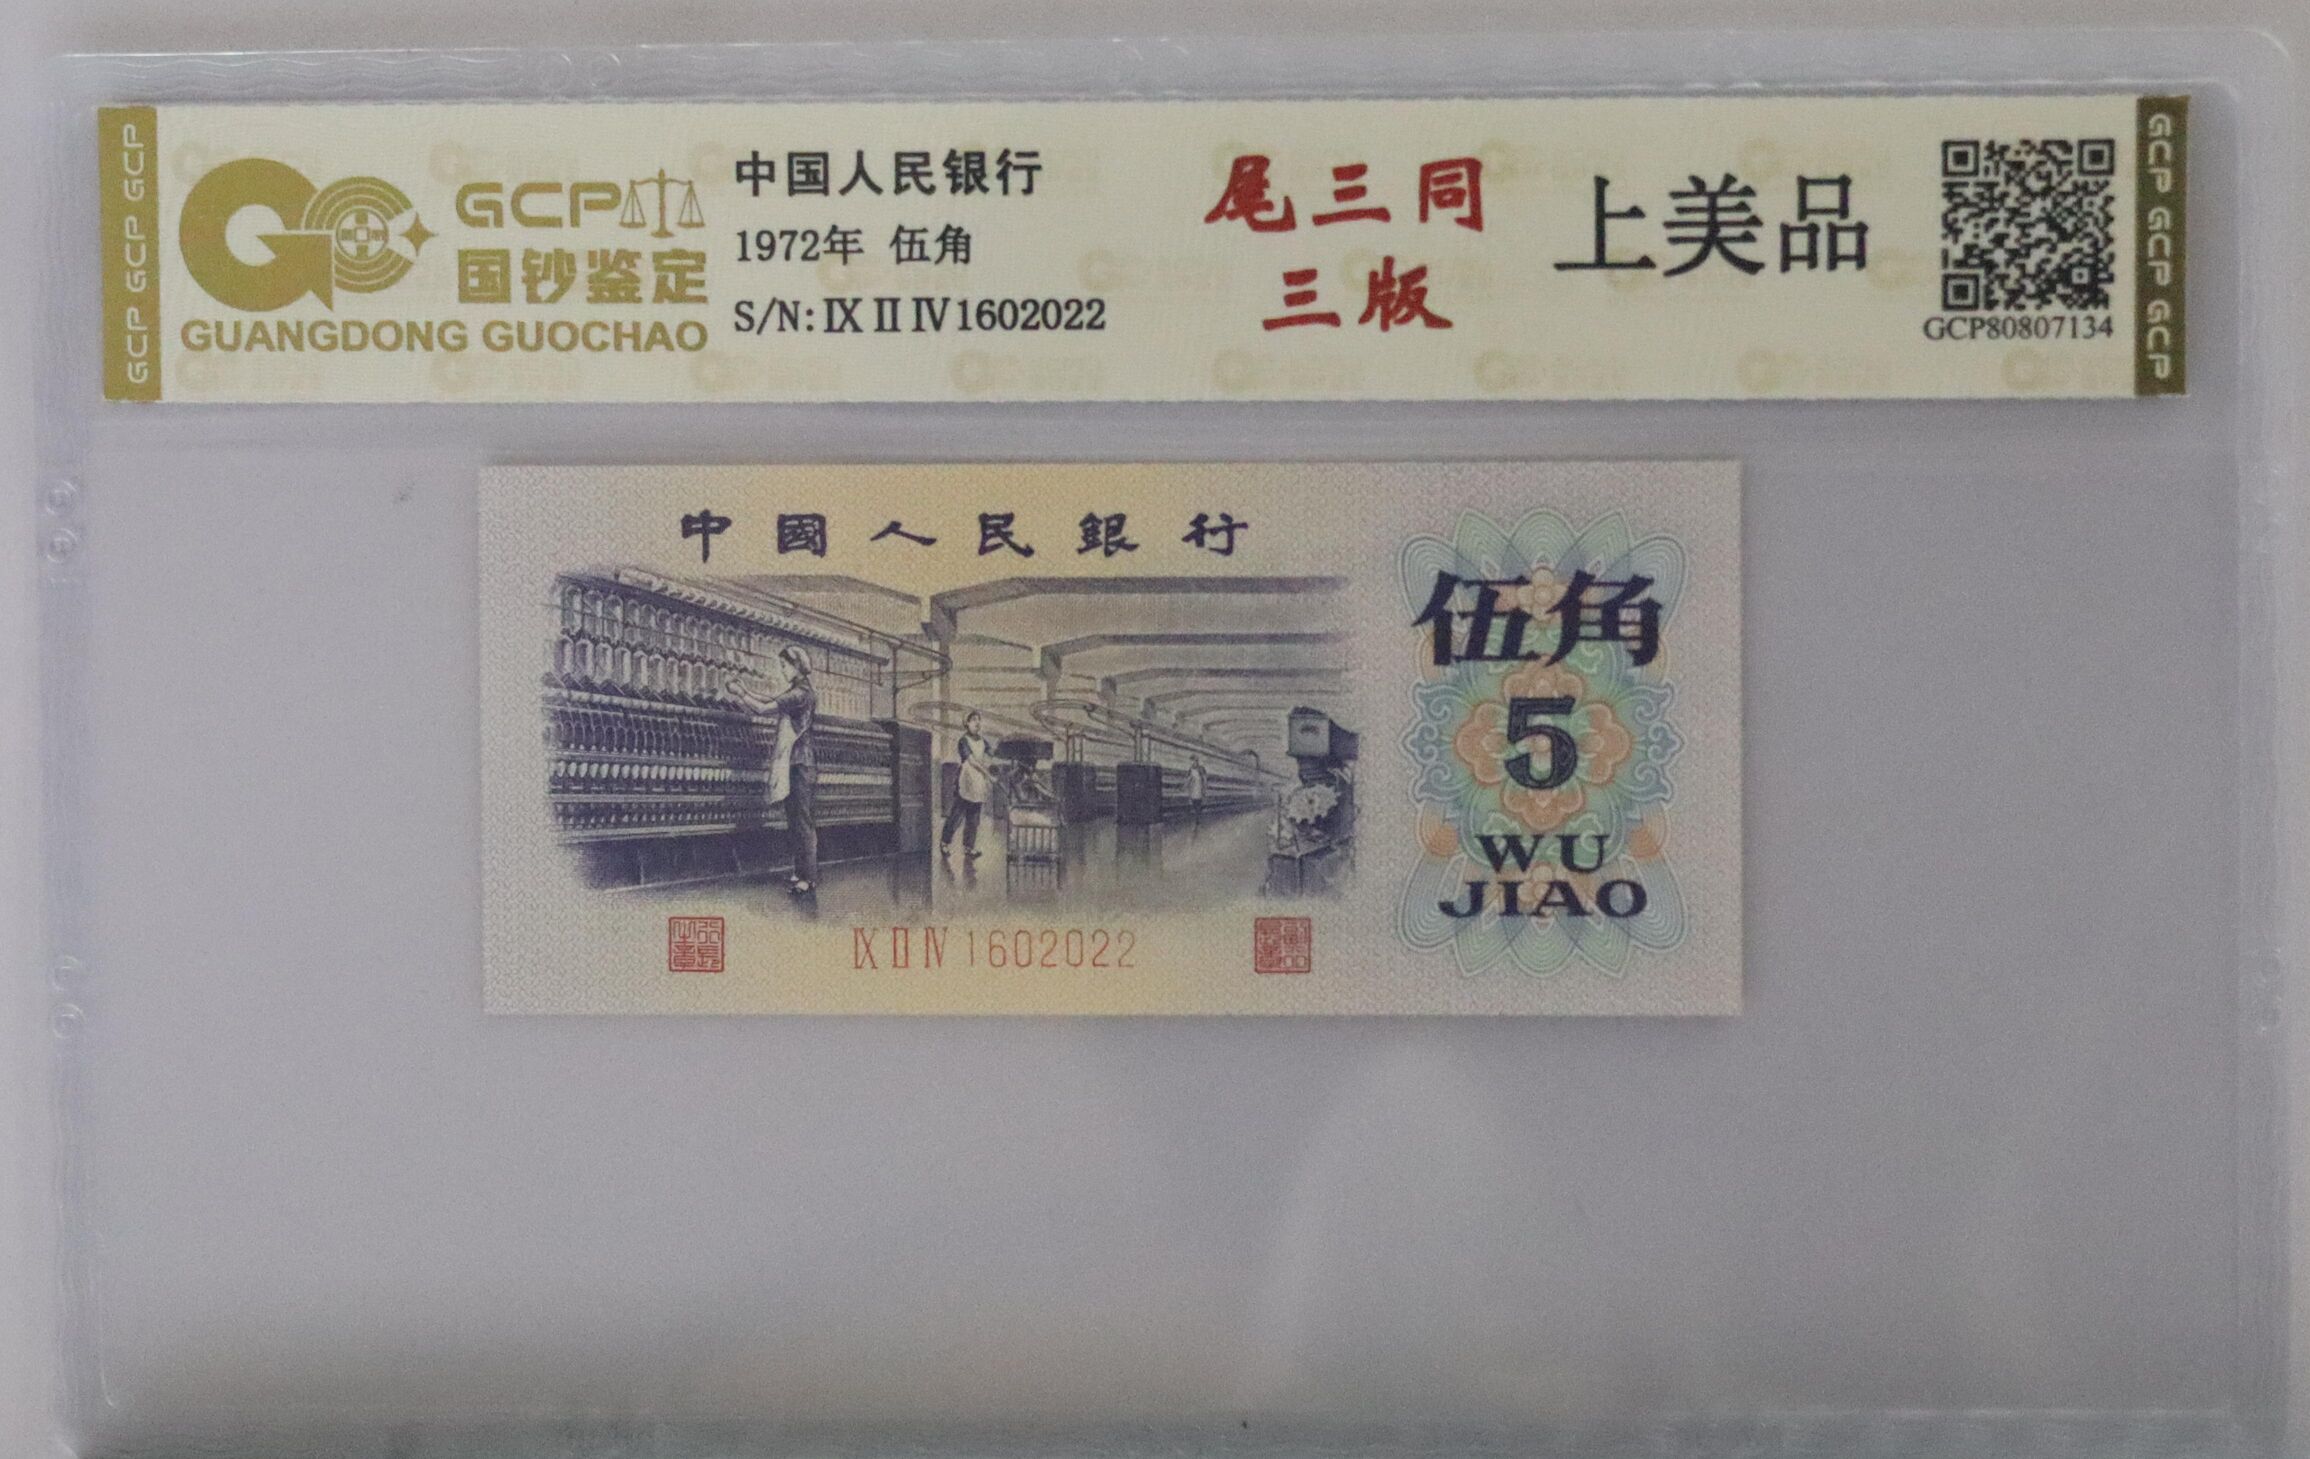 GCP GCP GCP
GCP
国钞鉴定
GUANGDONG GUOCHAO
中国人民银行
1972年 伍角
S/N: IX II IV 1602022
尾三同
三版
上美品
GCP80807134
GCP GCP GCP
中國人民銀行
伍角
5
WU
JIAO
IX II IV 1602022